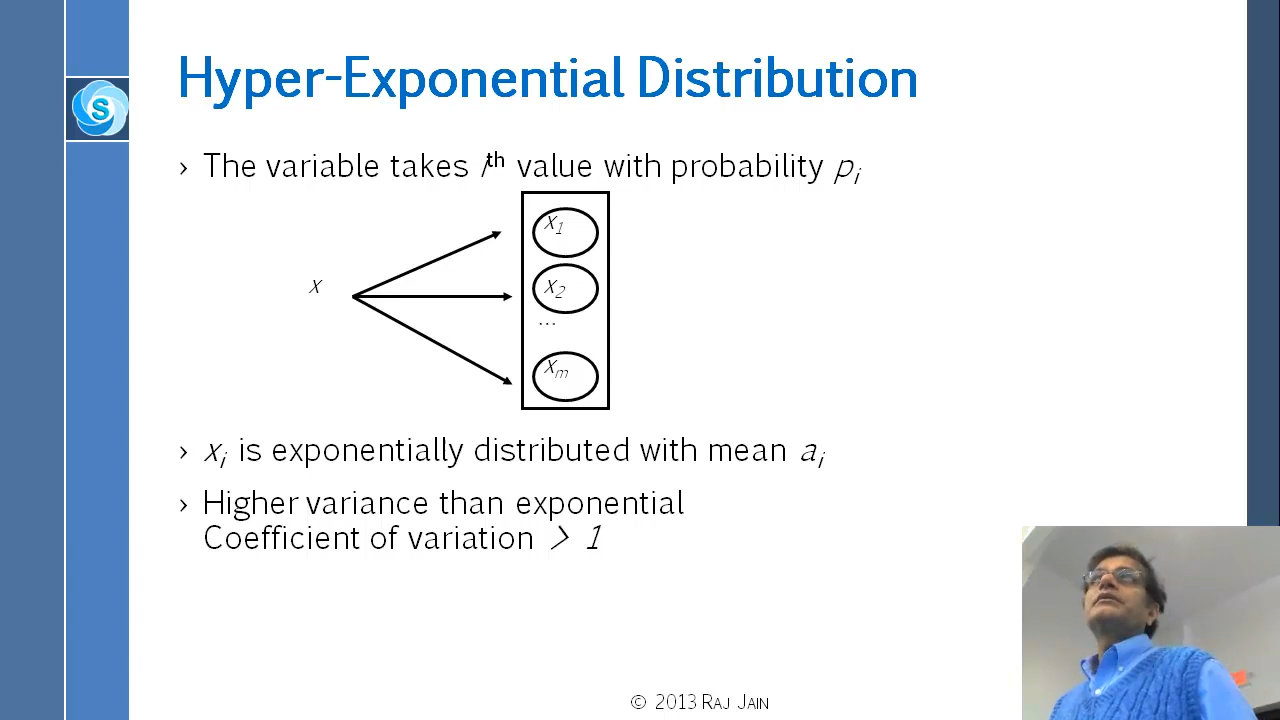 Hyper-Exponential Distribution
S
› The variable takes ith value with probability pi
x1
x
x2
...
xm
› xi is exponentially distributed with mean ai
› Higher variance than exponential
Coefficient of variation > 1
© 2013 RAJ JAIN